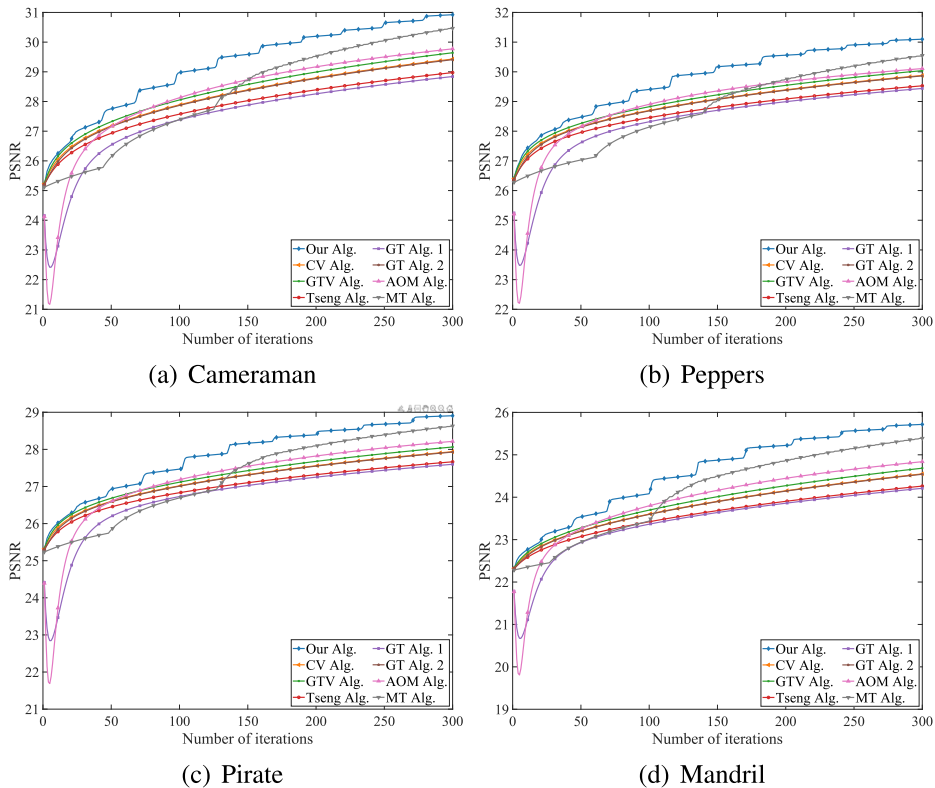 31
30
29
28
27
26
25
24
23
22
21
PSNR
0 50 100 150 200 250 300
Number of iterations
Our Alg. GT Alg. 1
CV Alg. GT Alg. 2
GTV Alg. AOM Alg.
Tseng Alg. MT Alg.
(a) Cameraman
32
31
30
29
28
27
26
25
24
23
22
PSNR
0 50 100 150 200 250 300
Number of iterations
Our Alg. GT Alg. 1
CV Alg. GT Alg. 2
GTV Alg. AOM Alg.
Tseng Alg. MT Alg.
(b) Peppers
29
28
27
26
25
24
23
22
21
PSNR
0 50 100 150 200 250 300
Number of iterations
Our Alg. GT Alg. 1
CV Alg. GT Alg. 2
GTV Alg. AOM Alg.
Tseng Alg. MT Alg.
(c) Pirate
26
25
24
23
22
21
20
19
PSNR
0 50 100 150 200 250 300
Number of iterations
Our Alg. GT Alg. 1
CV Alg. GT Alg. 2
GTV Alg. AOM Alg.
Tseng Alg. MT Alg.
(d) Mandril